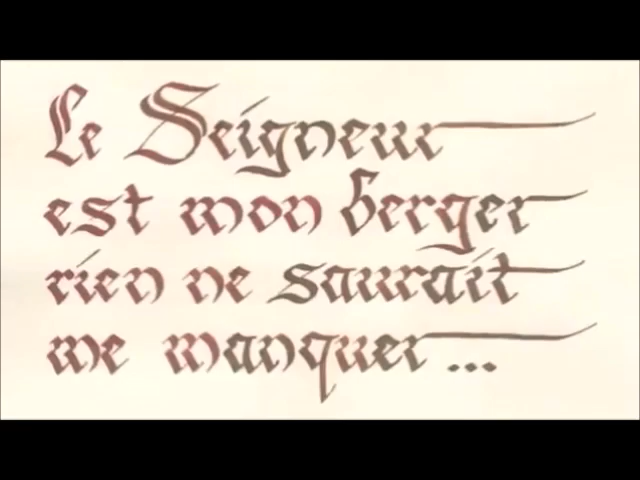 Le Seigneur
est mon berger
rien ne saurait
me manquer ...